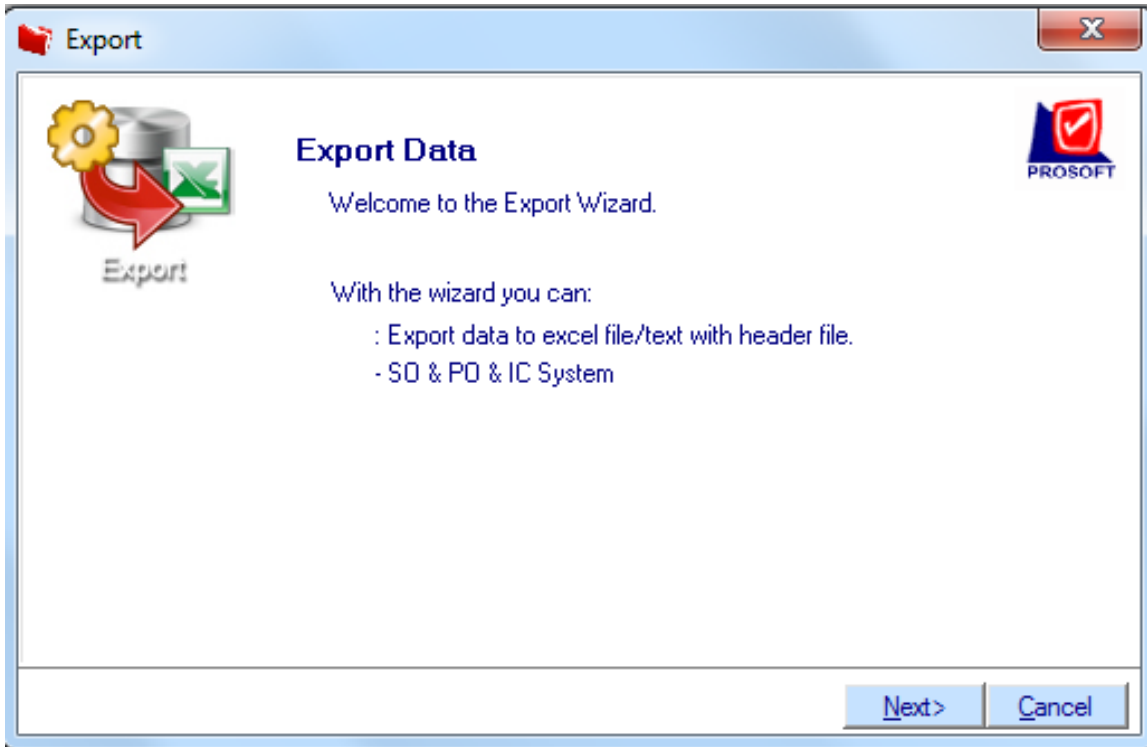 Export
Export Data
PROSOFT
Welcome to the Export Wizard.
Export
With the wizard you can:
: Export data to excel file/text with header file.
- SO & PO & IC System
Next>
Cancel